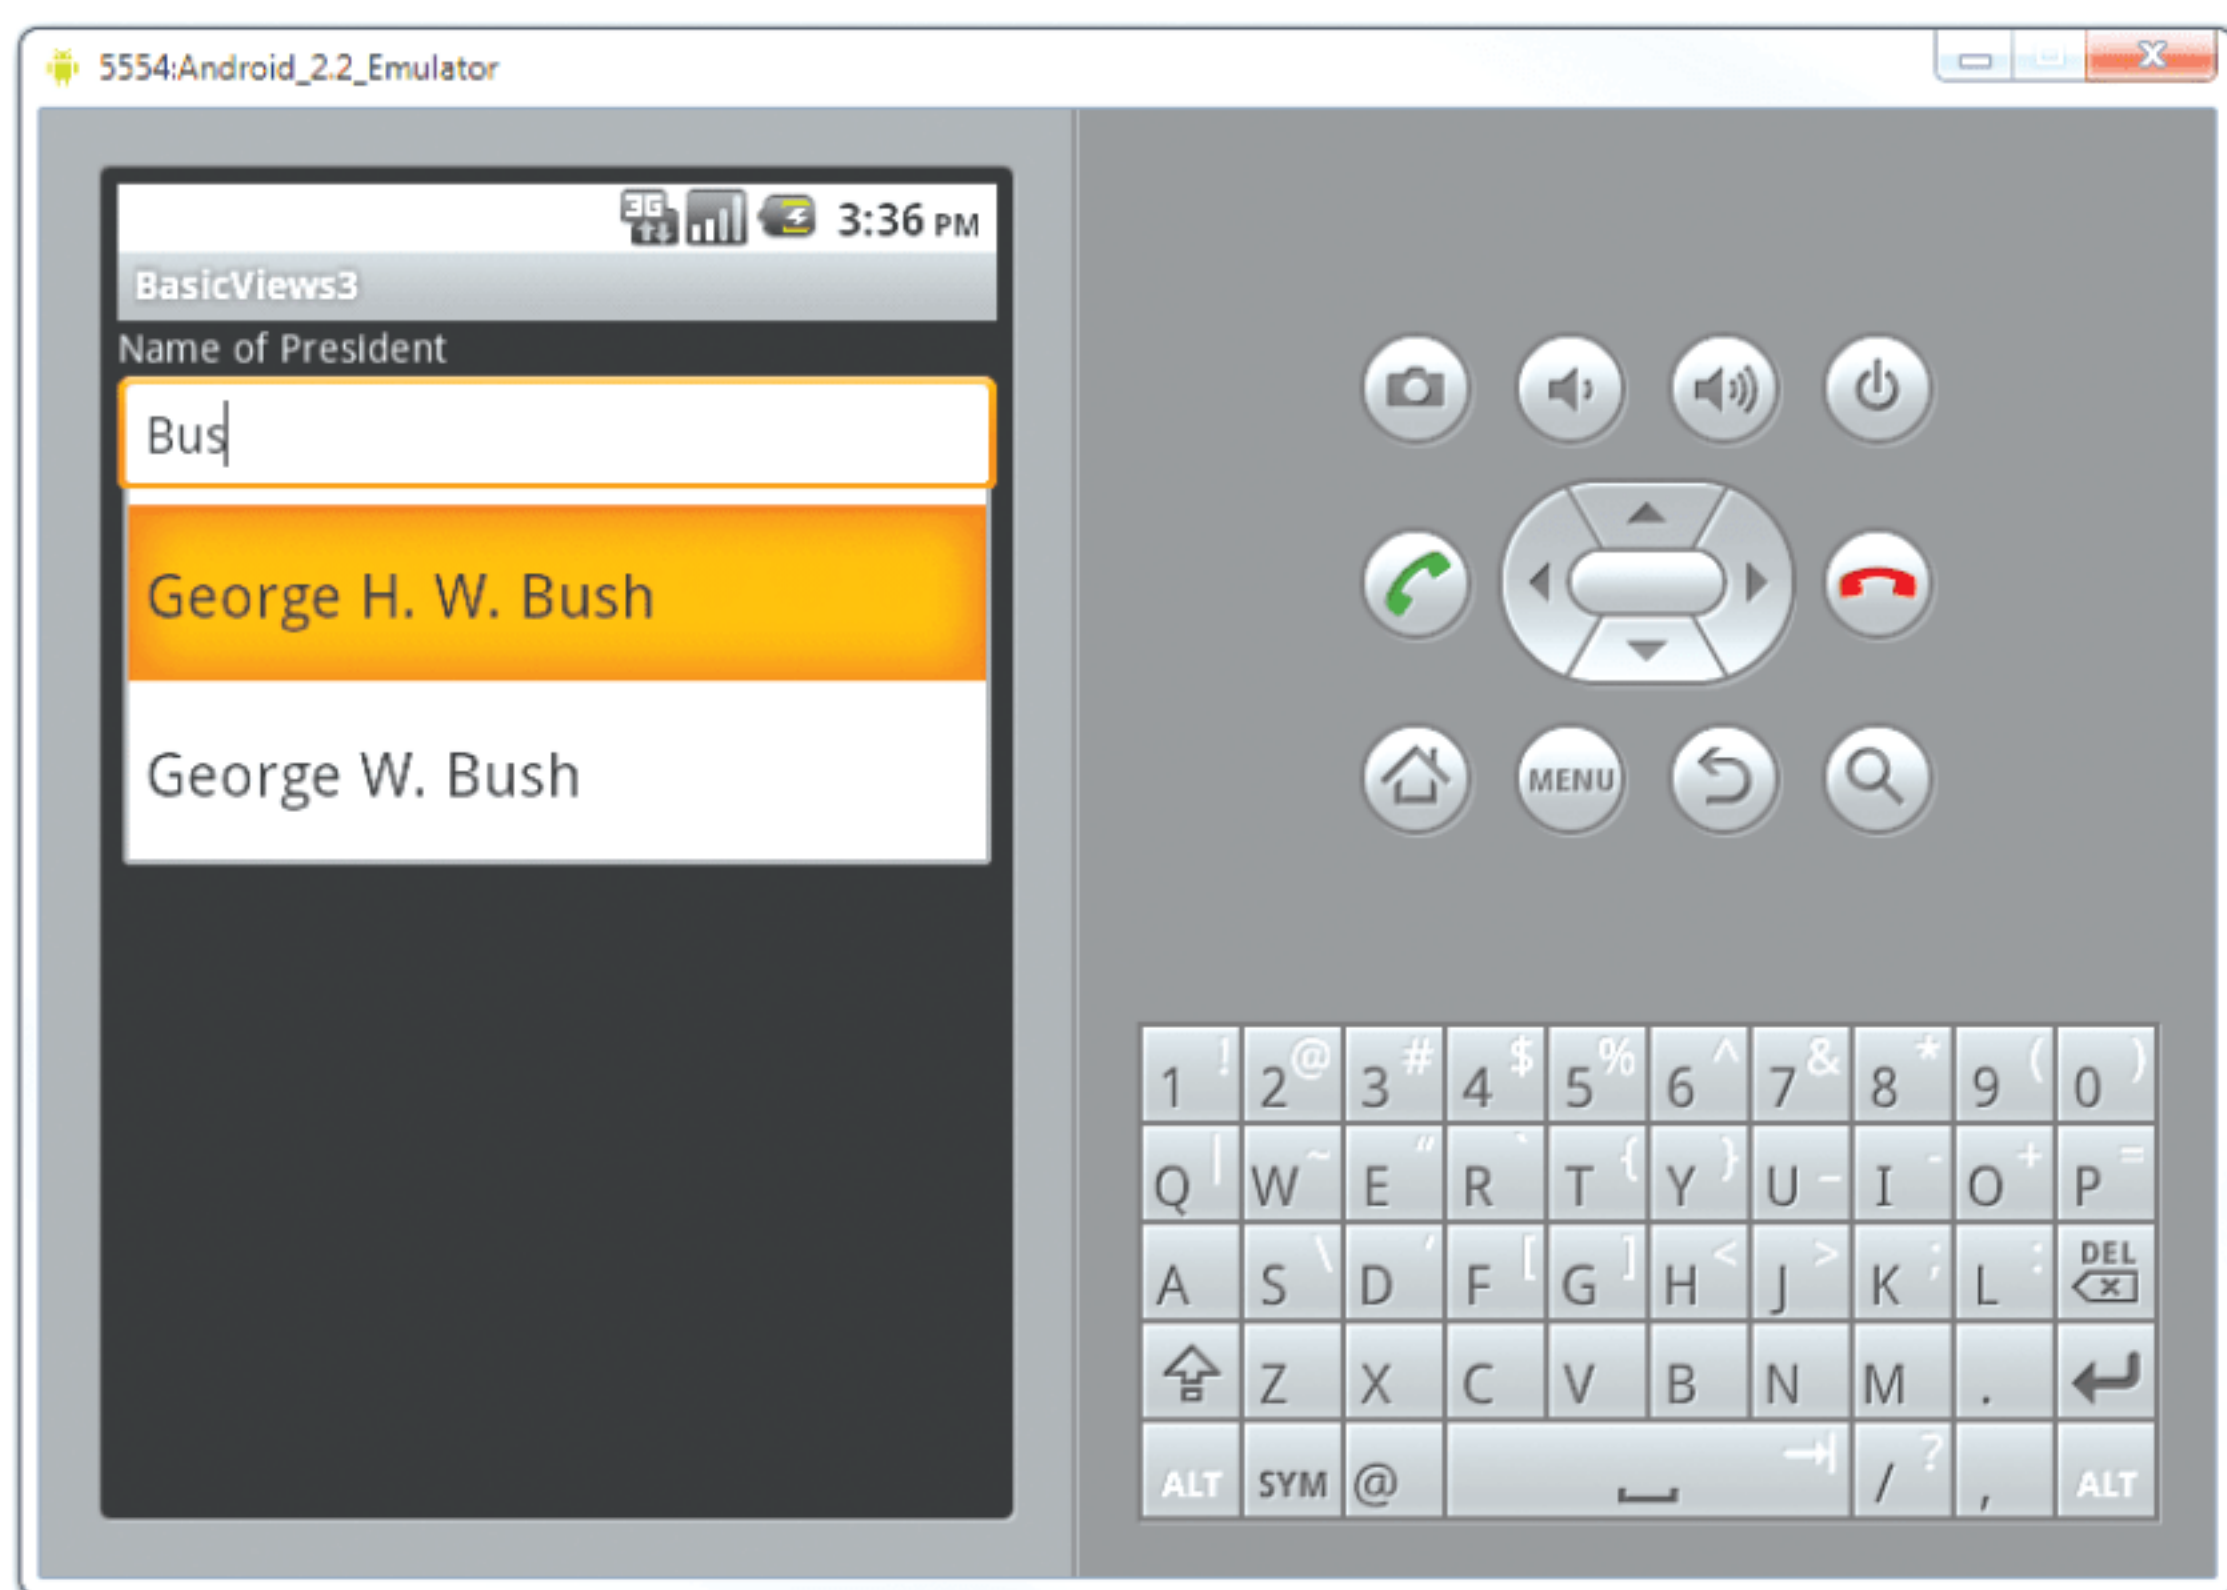 5554:Android_2.2_Emulator
3G 3:36 PM
BasicViews3
Name of President
Bus
George H. W. Bush
George W. Bush
MENU
1 ! 2 @ 3 # 4 $ 5 % 6 ^ 7 & 8 * 9 ( 0 )
Q | W ~ E " R ` T { Y } U _ I - O + P =
A S \ D ' F [ G ] H < J > K ; L : DEL
Z X C V B N M .
ALT SYM @ / ? , ALT